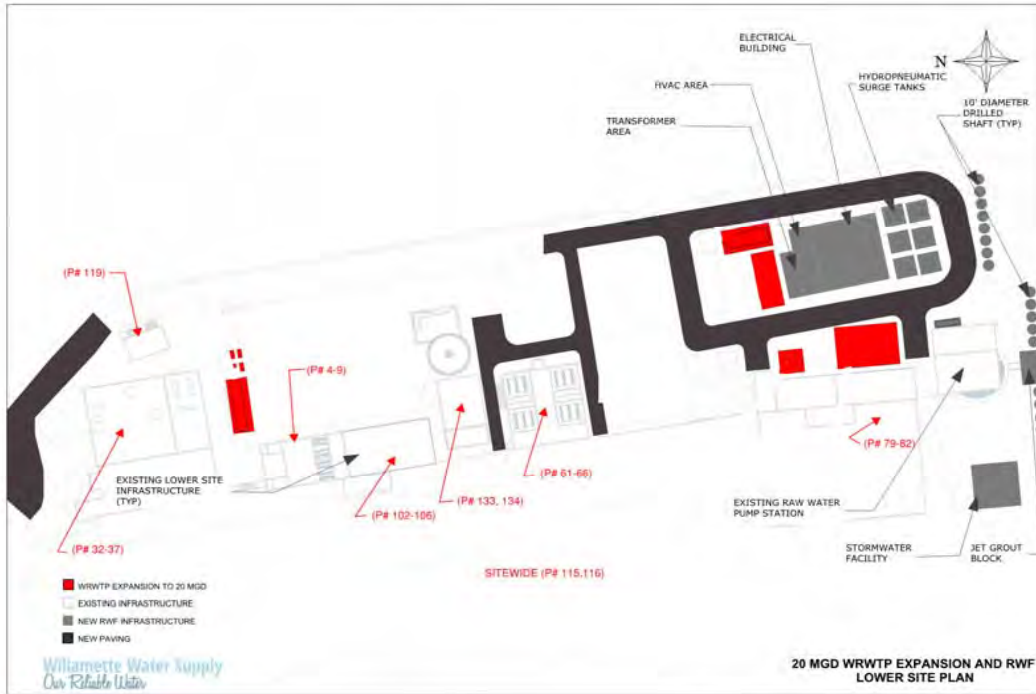 ELECTRICAL
BUILDING
N
HVAC AREA
HYDROPNEUMATIC
SURGE TANKS
10' DIAMETER
DRILLED
SHAFT (TYP)
TRANSFORMER
AREA
(P# 119)
(P# 4-9)
(P# 79-82)
(P# 61-66)
EXISTING LOWER SITE
INFRASTRUCTURE
(TYP)
(P# 133, 134)
(P# 102-106)
EXISTING RAW WATER
PUMP STATION
(P# 32-37)
STORMWATER
FACILITY
JET GROUT
BLOCK
SITEWIDE (P# 115,116)
WRWTP EXPANSION TO 20 MGD
EXISTING INFRASTRUCTURE
NEW RWF INFRASTRUCTURE
NEW PAVING
Willamette Water Supply
Our Reliable Water
20 MGD WRWTP EXPANSION AND RWF
LOWER SITE PLAN